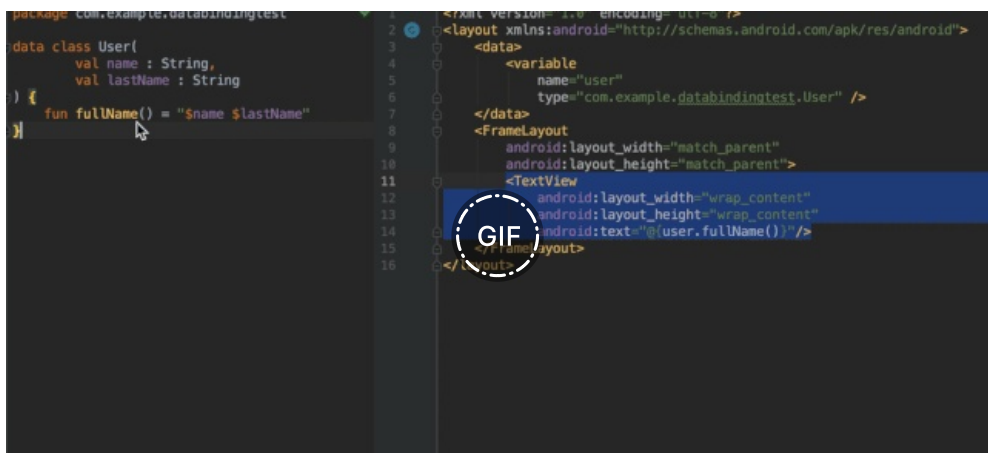 package com.example.databindingtest
data class User(
val name : String,
val lastName : String
) {
fun fullName() = "$name $lastName"
}
1 <?xml version="1.0" encoding="utf-8"?>
2 <layout xmlns:android="http://schemas.android.com/apk/res/android">
3 <data>
4 <variable
5 name="user"
6 type="com.example.databindingtest.User" />
7 </data>
8 <FrameLayout
9 android:layout_width="match_parent"
10 android:layout_height="match_parent">
11 <TextView
12 android:layout_width="wrap_content"
13 android:layout_height="wrap_content"
14 android:text="@{user.fullName()}"/>
15 </FrameLayout>
16 </layout>
GIF